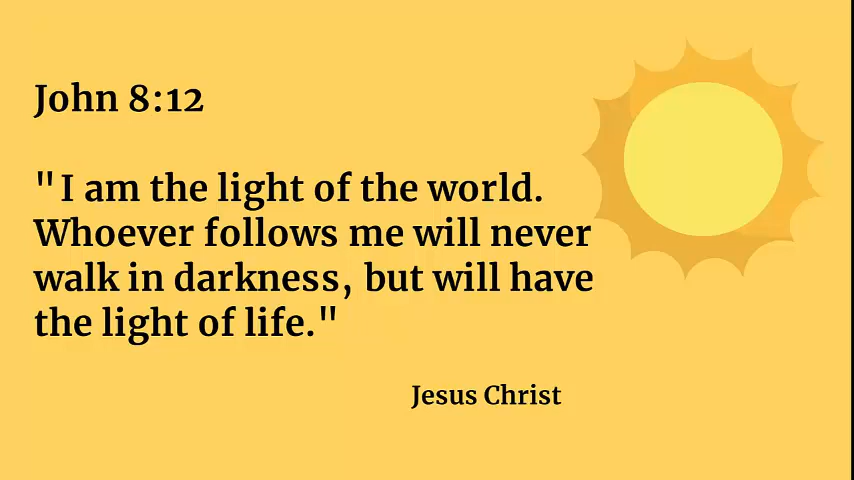 John 8:12
"I am the light of the world.
Whoever follows me will never
walk in darkness, but will have
the light of life."
Jesus Christ